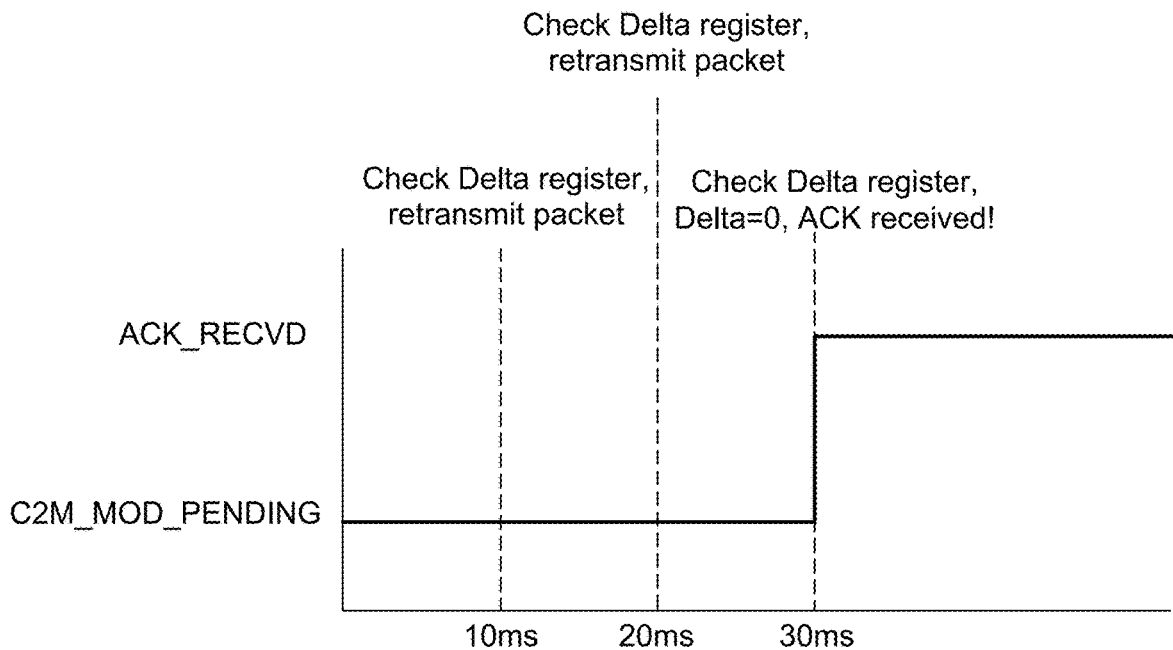 Check Delta register,
retransmit packet
Check Delta register,
retransmit packet
Check Delta register,
Delta=0, ACK received!
ACK_RECVD
C2M_MOD_PENDING
10ms
20ms
30ms